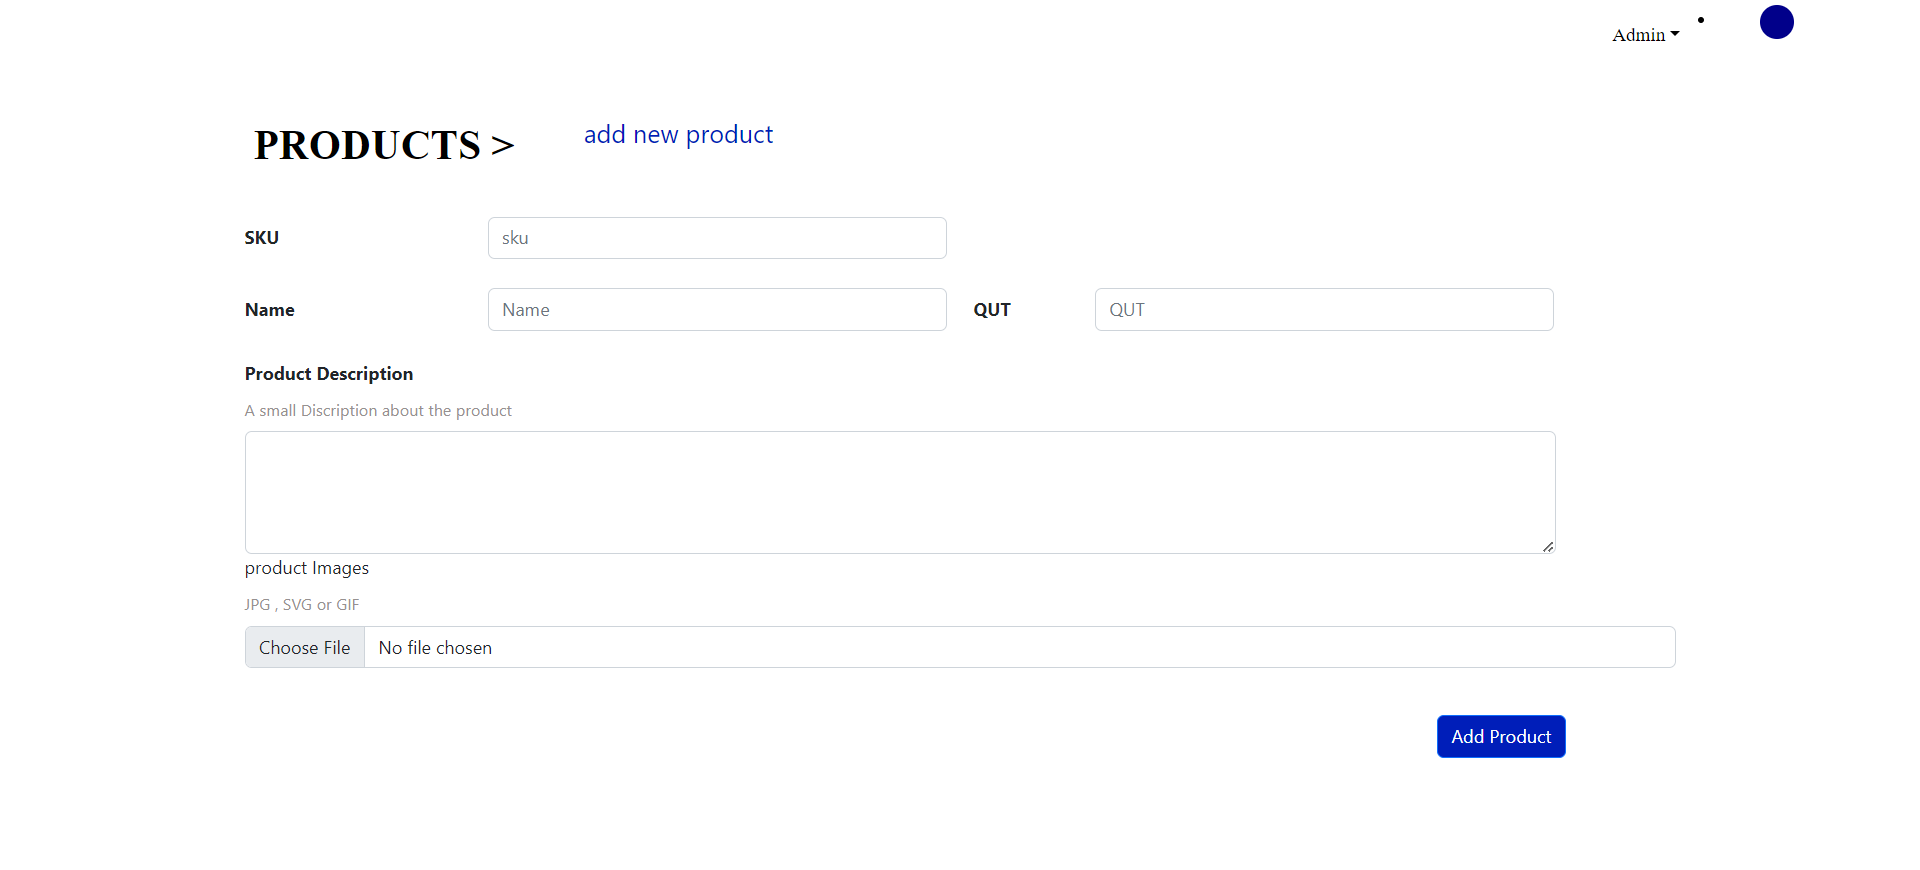 Admin
PRODUCTS >
add new product
SKU
sku
Name
Name
QUT
QUT
Product Description
A small Discription about the product
product Images
JPG , SVG or GIF
Choose File
No file chosen
Add Product